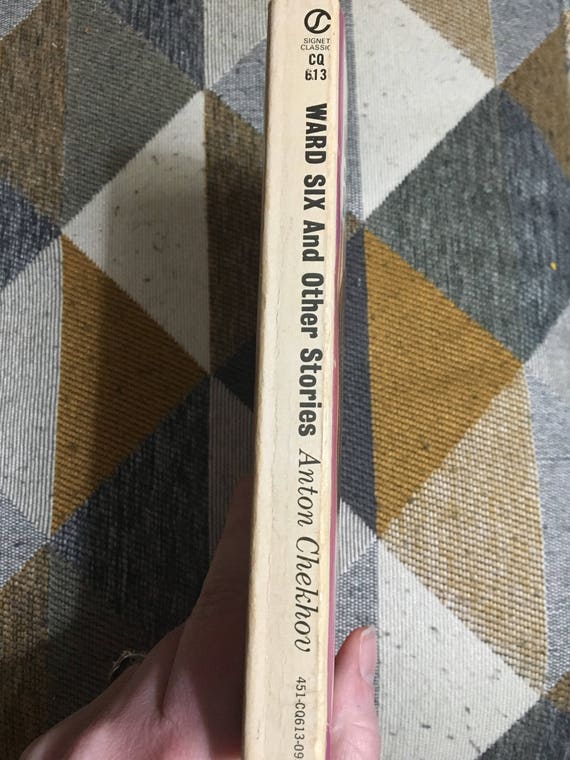 SIGNET
CLASSIC
CQ
613
WARD SIX And Other Stories Anton Chekhov
451-CQ613-09